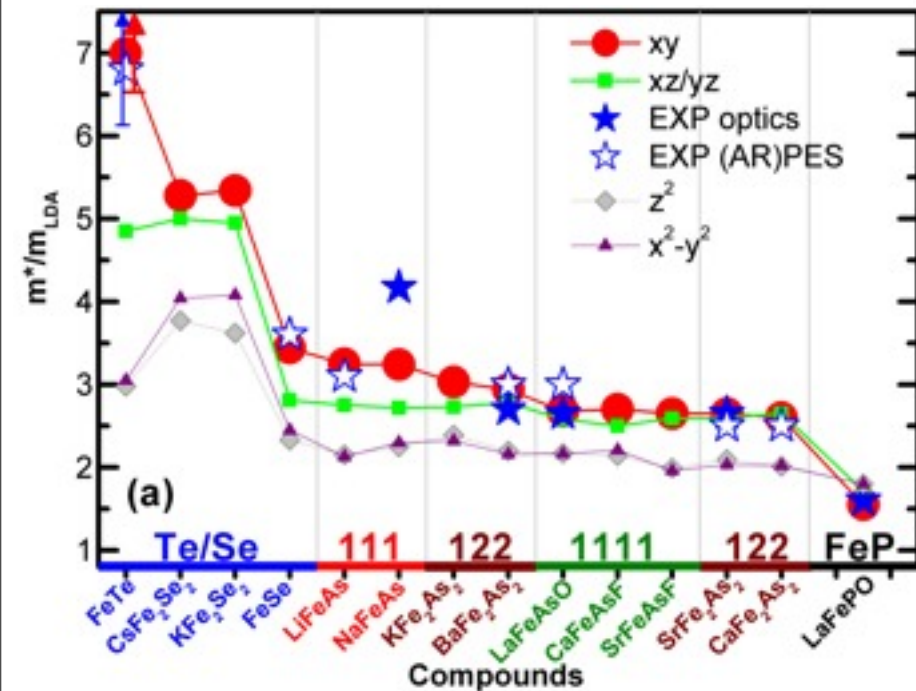 7
6
5
4
3
2
1
m*/m_LDA
xy
xz/yz
EXP optics
EXP (AR)PES
z²
x²-y²
(a)
Te/Se 111 122 1111 122 FeP
FeTe
CsFe₂Se₂
KFe₂Se₂
FeSe
LiFeAs
NaFeAs
KFe₂As₂
BaFe₂As₂
LaFeAsO
CaFeAsF
SrFeAsF
SrFe₂As₂
CaFe₂As₂
LaFePO
Compounds